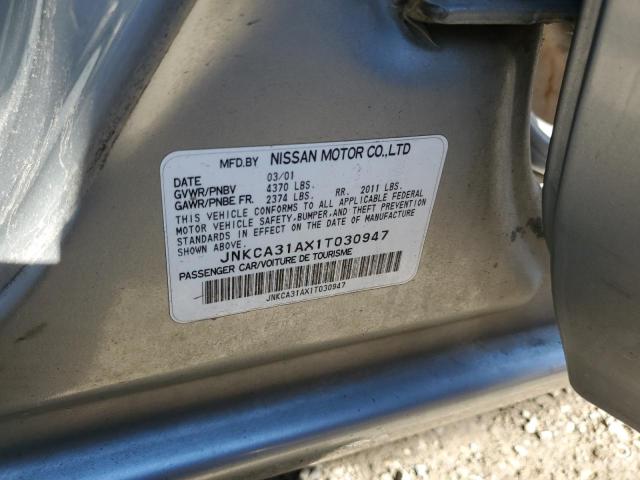 MFD.BY NISSAN MOTOR CO.,LTD
DATE 03/01
GVWR/PNBV 4370 LBS.
GAWR/PNBE FR. 2374 LBS. RR. 2011 LBS.
THIS VEHICLE CONFORMS TO ALL APPLICABLE FEDERAL
MOTOR VEHICLE SAFETY, BUMPER, AND THEFT PREVENTION
STANDARDS IN EFFECT ON THE DATE OF MANUFACTURE
SHOWN ABOVE.
JNKCA31AX1T030947
PASSENGER CAR/VOITURE DE TOURISME
JNKCA31AX1T030947